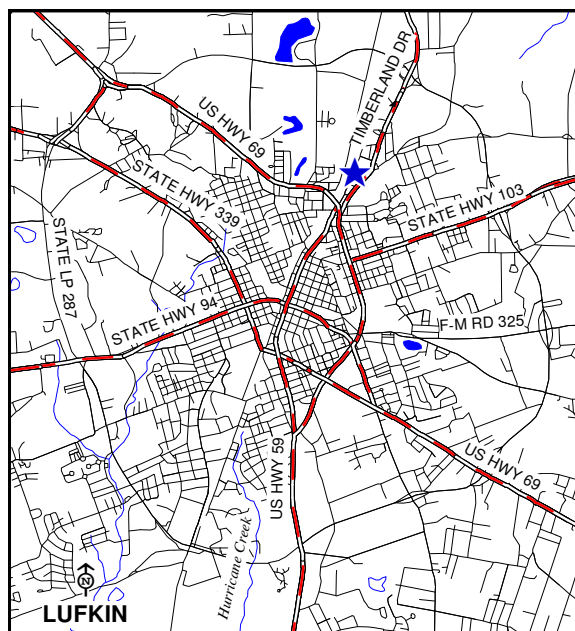 TIMBERLAND DR
US HWY 69
STATE HWY 339
STATE HWY 103
STATE LP 287
STATE HWY 94
F-M RD 325
US HWY 69
US HWY 59
Hurricane Creek
N
LUFKIN